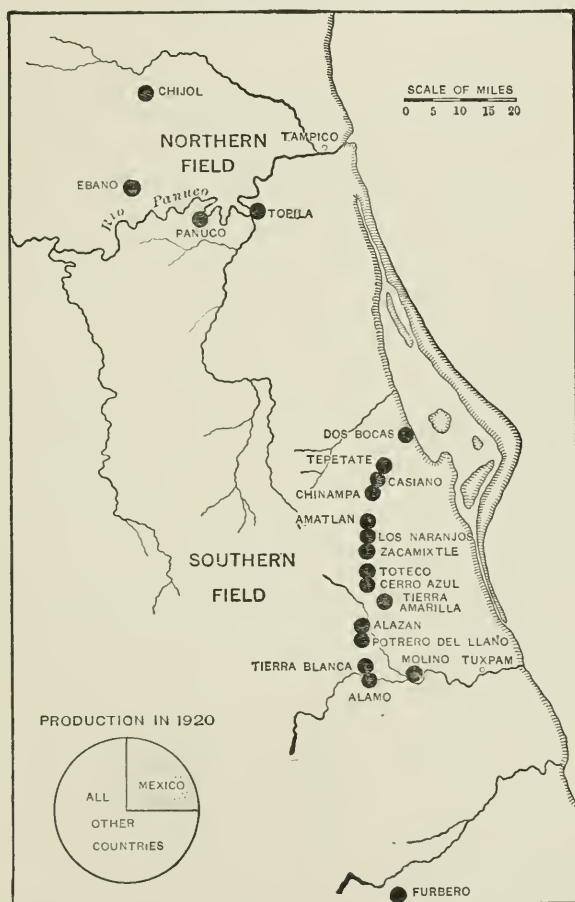 CHIJOL
SCALE OF MILES
0 5 10 15 20
NORTHERN
FIELD
TAMPICO
EBANO
Rio Panuco
PANUCO
TOPILA
DOS BOCAS
TEPETATE
CASIANO
CHINAMPA
AMATLAN
LOS NARANJOS
ZACAMIXTLE
SOUTHERN
FIELD
TOTECO
CERRO AZUL
TIERRA
AMARILLA
ALAZAN
POTRERO DEL LLANO
TIERRA BLANCA
MOLINO
TUXPAM
ALAMO
PRODUCTION IN 1920
MEXICO
ALL
OTHER
COUNTRIES
FURBERO